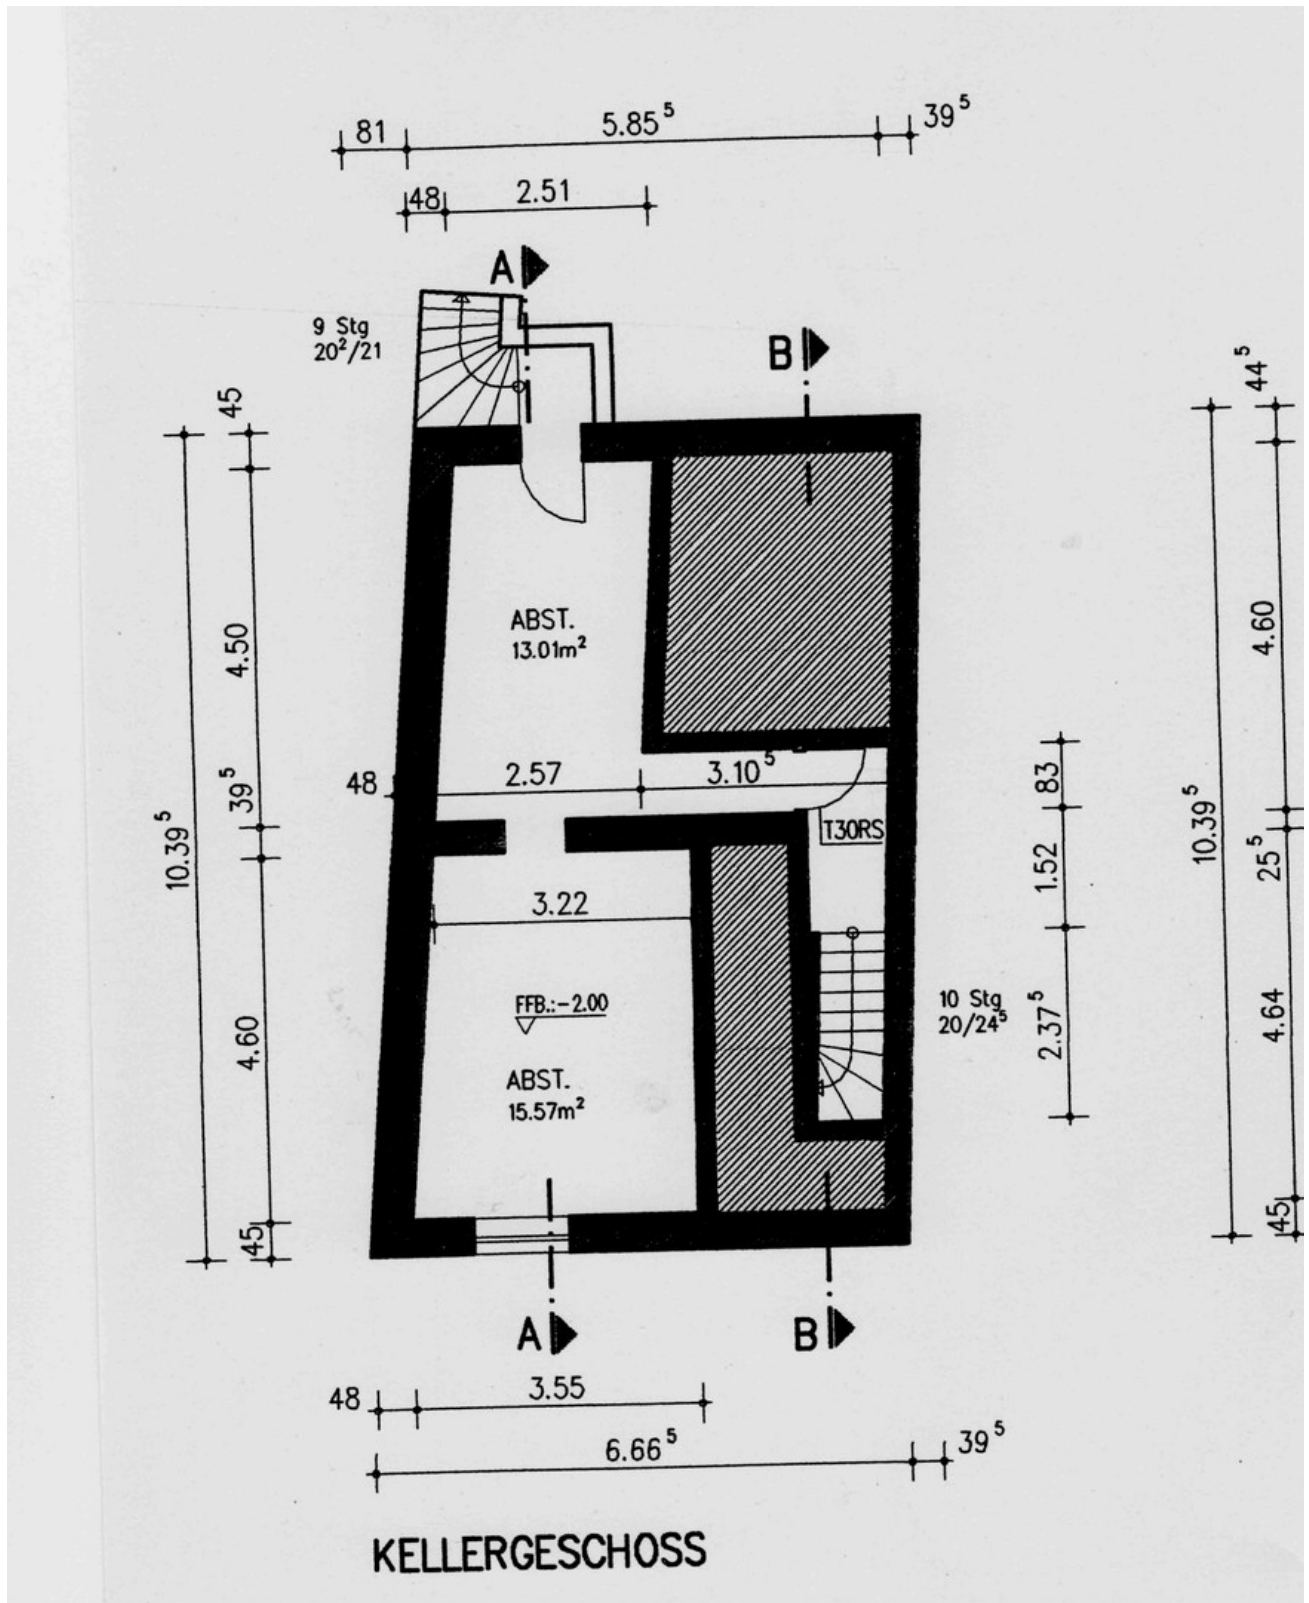 81
5.85⁵
39⁵
48
2.51
A
9 Stg
20²/21
B
44⁵
45
ABST.
13.01m²
4.50
4.60
48
2.57
3.10⁵
83
39⁵
10.39⁵
T30RS
10.39⁵
25⁵
1.52
3.22
FFB.:-2.00
10 Stg
20/24⁵
2.37⁵
4.64
4.60
ABST.
15.57m²
45
45
A
B
48
3.55
6.66⁵
39⁵
KELLERGESCHOSS